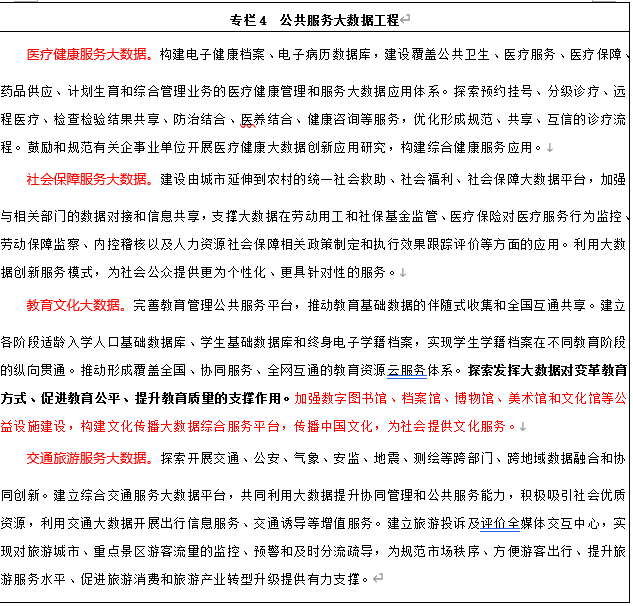 专栏 4 公共服务大数据工程
医疗健康服务大数据。构建电子健康档案、电子病历数据库，建设覆盖公共卫生、医疗服务、医疗保障、
药品供应、计划生育和综合管理业务的医疗健康管理和服务大数据应用体系。探索预约挂号、分级诊疗、远
程医疗、检查检验结果共享、防治结合、医养结合、健康咨询等服务，优化形成规范、共享、互信的诊疗流
程。鼓励和规范有关企事业单位开展医疗健康大数据创新应用研究，构建综合健康服务应用。
社会保障服务大数据。建设由城市延伸到农村的统一社会救助、社会福利、社会保障大数据平台，加强
与相关部门的数据对接和信息共享，支撑大数据在劳动用工和社保基金监管、医疗保险对医疗服务行为监控、
劳动保障监察、内控稽核以及人力资源社会保障相关政策制定和执行效果跟踪评价等方面的应用。利用大数
据创新服务模式，为社会公众提供更为个性化、更具针对性的服务。
教育文化大数据。完善教育管理公共服务平台，推动教育基础数据的伴随式收集和全国互通共享。建立
各阶段适龄入学人口基础数据库、学生基础数据库和终身电子学籍档案，实现学生学籍档案在不同教育阶段
的纵向贯通。推动形成覆盖全国、协同服务、全网互通的教育资源云服务体系。探索发挥大数据对变革教育
方式、促进教育公平、提升教育质量的支撑作用。加强数字图书馆、档案馆、博物馆、美术馆和文化馆等公
益设施建设，构建文化传播大数据综合服务平台，传播中国文化，为社会提供文化服务。
交通旅游服务大数据。探索开展交通、公安、气象、安监、地震、测绘等跨部门、跨地域数据融合和协
同创新。建立综合交通服务大数据平台，共同利用大数据提升协同管理和公共服务能力，积极吸引社会优质
资源，利用交通大数据开展出行信息服务、交通诱导等增值服务。建立旅游投诉及评价全媒体交互中心，实
现对旅游城市、重点景区游客流量的监控、预警和及时分流疏导，为规范市场秩序、方便游客出行、提升旅
游服务水平、促进旅游消费和旅游产业转型升级提供有力支撑。